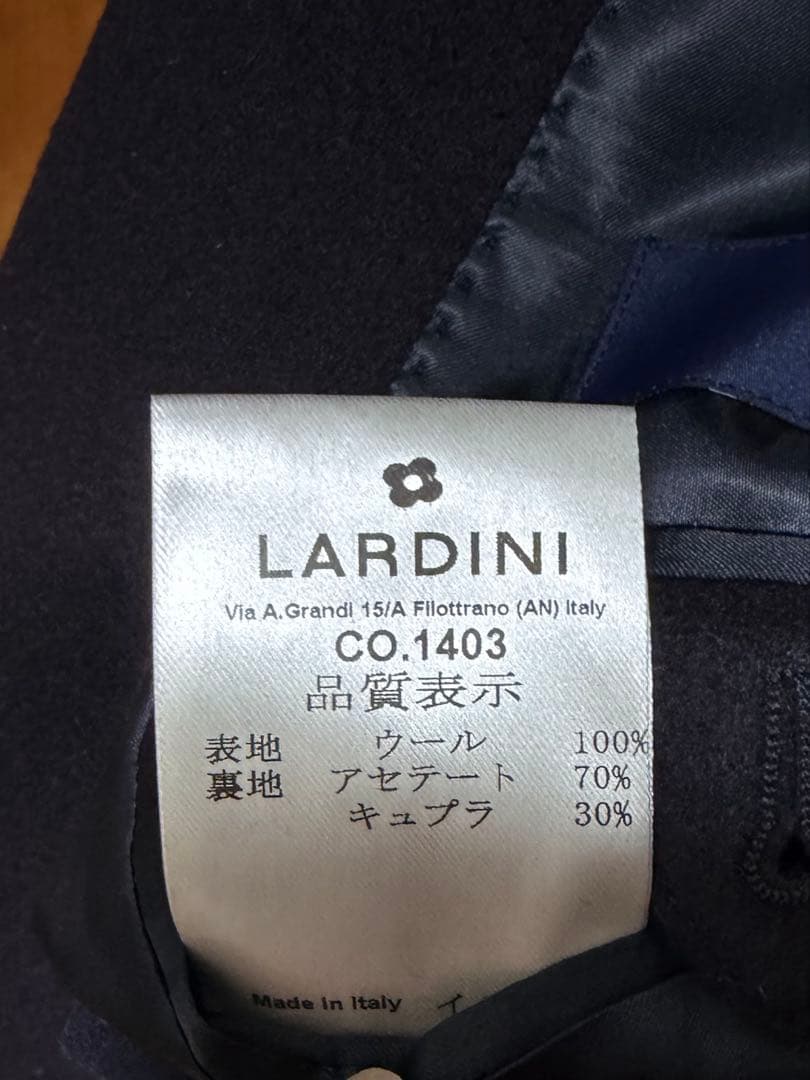 LARDINI
Via A.Grandi 15/A Filottrano (AN) Italy
CO.1403
品質表示
表地 ウール 100%
裏地 アセテート 70%
キュプラ 30%
Made in Italy イ